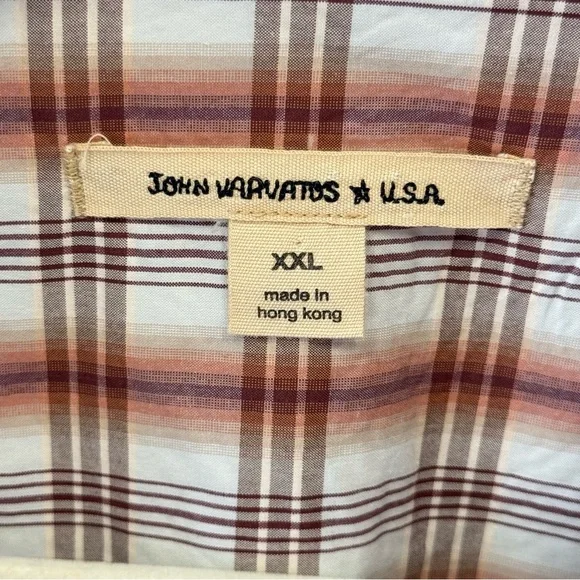 JOHN VARVATOS ★ U.S.A.
XXL
made in
hong kong